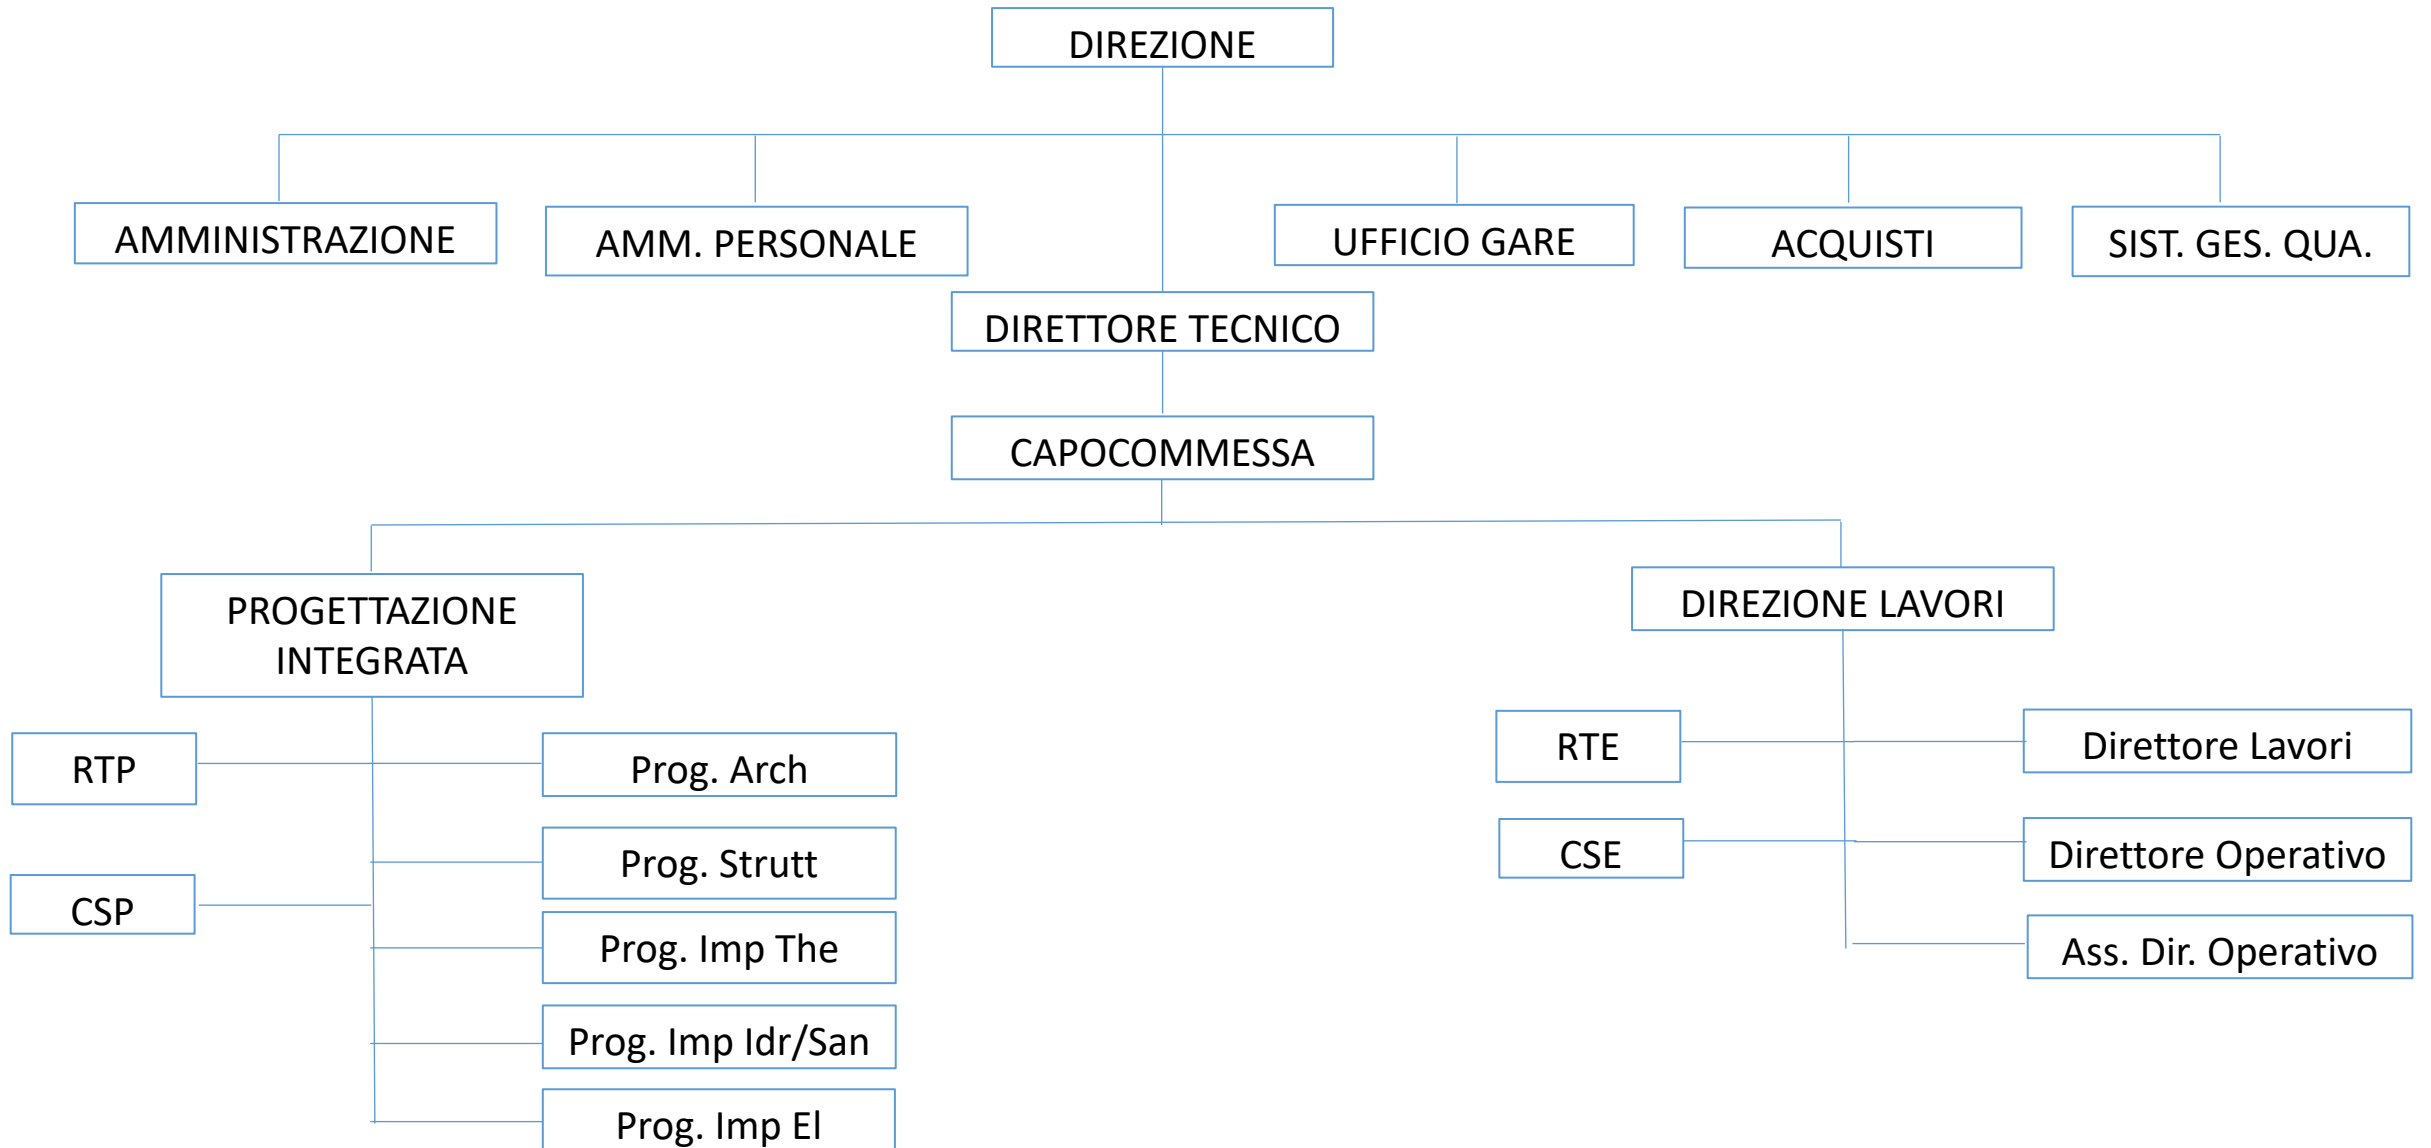 DIREZIONE
AMMINISTRAZIONE
AMM. PERSONALE
UFFICIO GARE
ACQUISTI
SIST. GES. QUA.
DIRETTORE TECNICO
CAPOCOMMESSA
PROGETTAZIONE
INTEGRATA
DIREZIONE LAVORI
RTP
Prog. Arch
CSP
Prog. Strutt
Prog. Imp The
Prog. Imp Idr/San
Prog. Imp El
RTE
Direttore Lavori
CSE
Direttore Operativo
Ass. Dir. Operativo